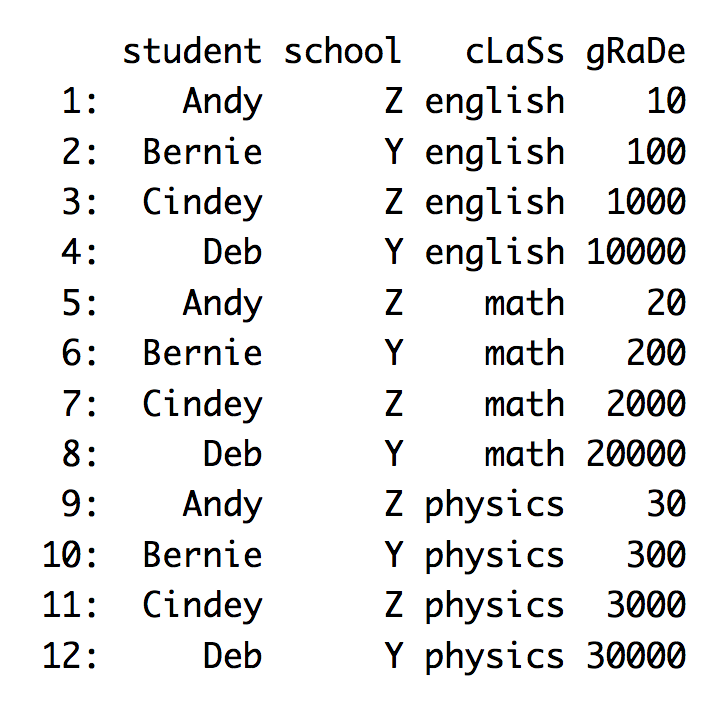 student school cLaSs gRaDe
1: Andy Z english 10
2: Bernie Y english 100
3: Cindey Z english 1000
4: Deb Y english 10000
5: Andy Z math 20
6: Bernie Y math 200
7: Cindey Z math 2000
8: Deb Y math 20000
9: Andy Z physics 30
10: Bernie Y physics 300
11: Cindey Z physics 3000
12: Deb Y physics 30000